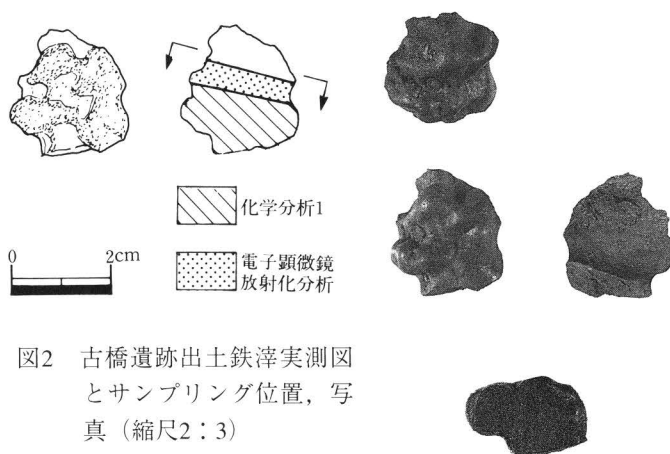 化学分析1
0 2cm
電子顕微鏡
放射化分析
図2 古橋遺跡出土鉄滓実測図
とサンプリング位置，写
真（縮尺2：3）